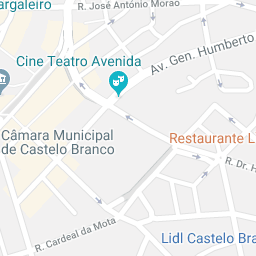 argaleiro
R. José António Morao
Cine Teatro Avenida
Av. Gen. Humberto
Câmara Municipal
de Castelo Branco
Restaurante L
R. Dr. H
R. Cardeal da Mota
Lidl Castelo Bra